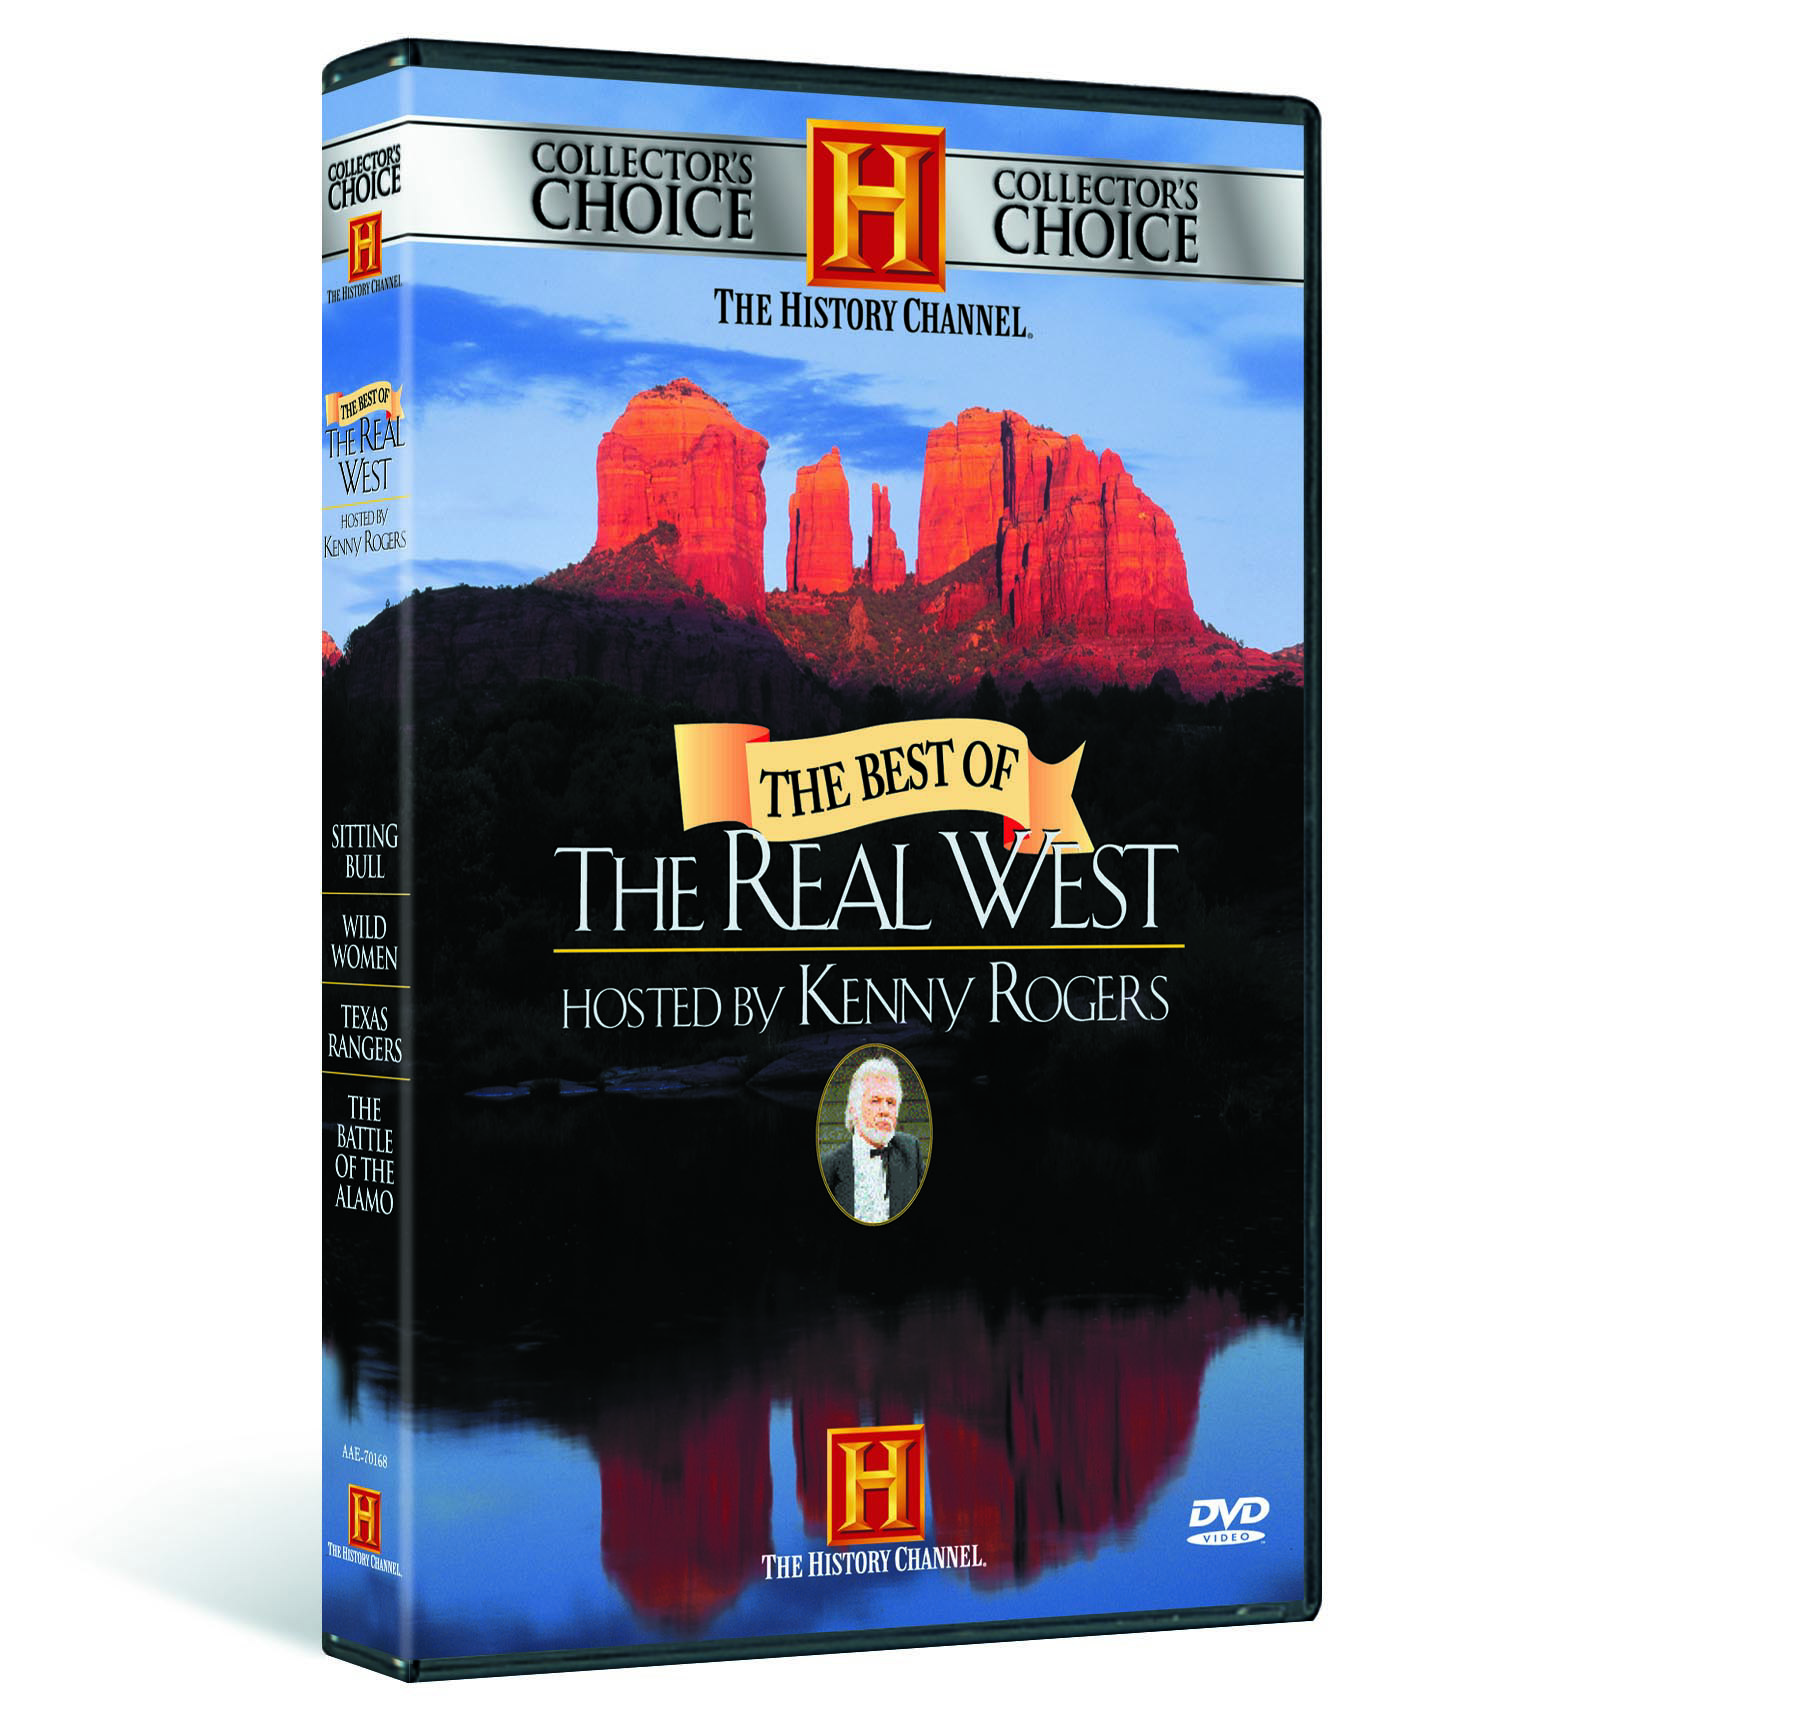 COLLECTOR'S
CHOICE
H
THE HISTORY CHANNEL.
THE BEST OF
THE REAL
WEST
HOSTED BY
KENNY ROGERS
SITTING
BULL
WILD
WOMEN
TEXAS
RANGERS
THE
BATTLE
OF THE
ALAMO
AAE-70168
H
THE HISTORY CHANNEL.
COLLECTOR'S
CHOICE
H
COLLECTOR'S
CHOICE
THE HISTORY CHANNEL®
THE BEST OF
THE REAL WEST
HOSTED BY KENNY ROGERS
H
THE HISTORY CHANNEL.
DVD
VIDEO™